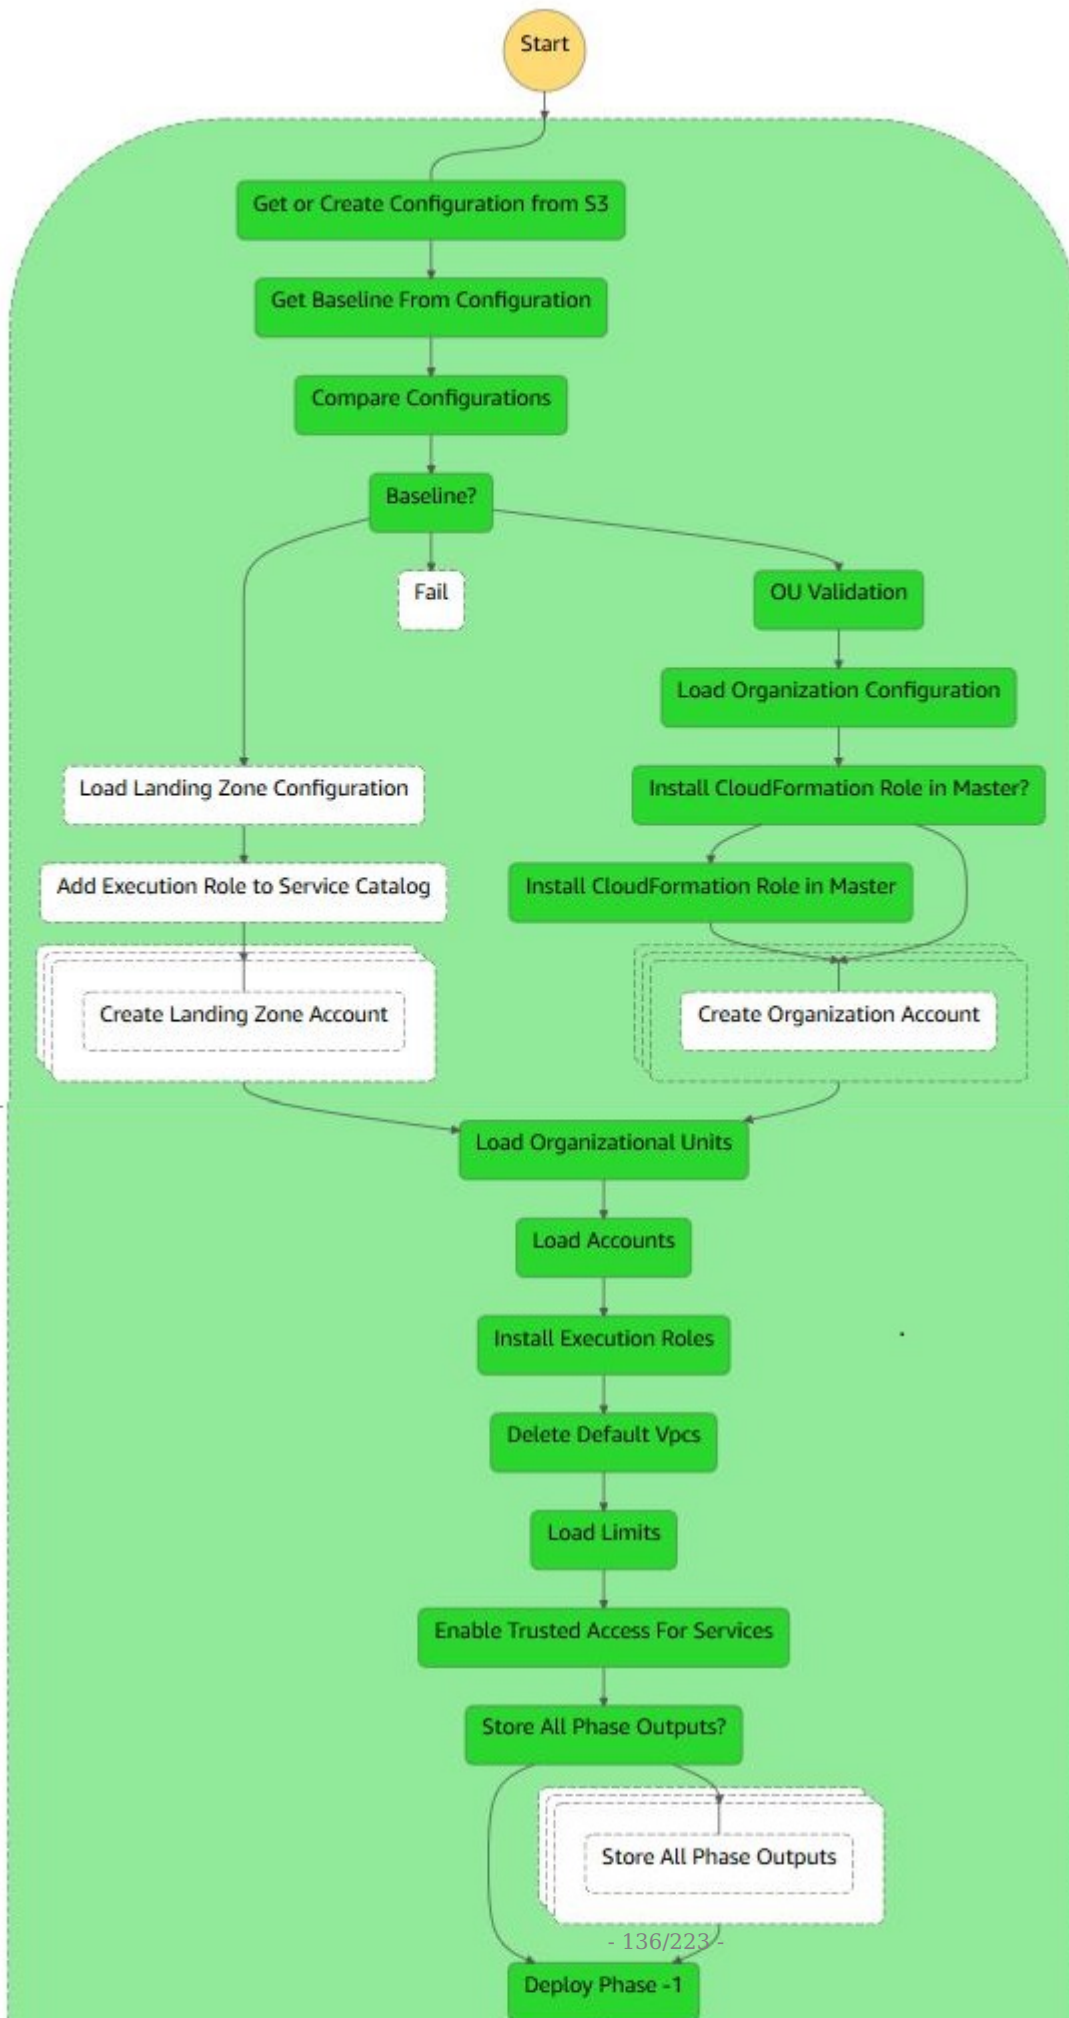 Start
Get or Create Configuration from S3
Get Baseline From Configuration
Compare Configurations
Baseline?
Fail
OU Validation
Load Organization Configuration
Load Landing Zone Configuration
Install CloudFormation Role in Master?
Add Execution Role to Service Catalog
Install CloudFormation Role in Master
Create Landing Zone Account
Create Organization Account
Load Organizational Units
Load Accounts
Install Execution Roles
Delete Default Vpcs
Load Limits
Enable Trusted Access For Services
Store All Phase Outputs?
Store All Phase Outputs
- 136/223 -
Deploy Phase -1